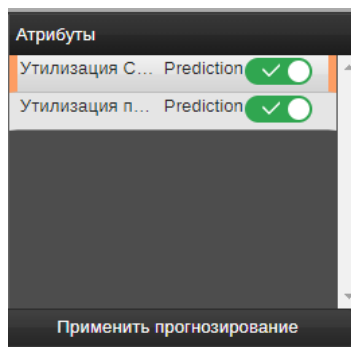 Атрибуты
Утилизация С... Prediction
Утилизация п... Prediction
Применить прогнозирование